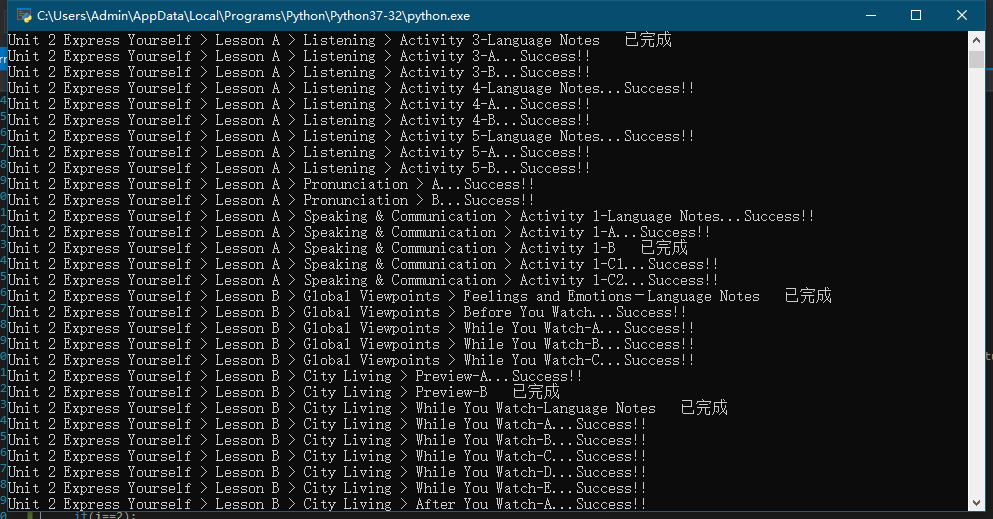 C:\Users\Admin\AppData\Local\Programs\Python\Python37-32\python.exe
Unit 2 Express Yourself > Lesson A > Listening > Activity 3-Language Notes 已完成
Unit 2 Express Yourself > Lesson A > Listening > Activity 3-A...Success!!
Unit 2 Express Yourself > Lesson A > Listening > Activity 3-B...Success!!
Unit 2 Express Yourself > Lesson A > Listening > Activity 4-Language Notes...Success!!
Unit 2 Express Yourself > Lesson A > Listening > Activity 4-A...Success!!
Unit 2 Express Yourself > Lesson A > Listening > Activity 4-B...Success!!
Unit 2 Express Yourself > Lesson A > Listening > Activity 5-Language Notes...Success!!
Unit 2 Express Yourself > Lesson A > Listening > Activity 5-A...Success!!
Unit 2 Express Yourself > Lesson A > Listening > Activity 5-B...Success!!
Unit 2 Express Yourself > Lesson A > Pronunciation > A...Success!!
Unit 2 Express Yourself > Lesson A > Pronunciation > B...Success!!
Unit 2 Express Yourself > Lesson A > Speaking & Communication > Activity 1-Language Notes...Success!!
Unit 2 Express Yourself > Lesson A > Speaking & Communication > Activity 1-A...Success!!
Unit 2 Express Yourself > Lesson A > Speaking & Communication > Activity 1-B 已完成
Unit 2 Express Yourself > Lesson A > Speaking & Communication > Activity 1-C1...Success!!
Unit 2 Express Yourself > Lesson A > Speaking & Communication > Activity 1-C2...Success!!
Unit 2 Express Yourself > Lesson B > Global Viewpoints > Feelings and Emotions—Language Notes 已完成
Unit 2 Express Yourself > Lesson B > Global Viewpoints > Before You Watch...Success!!
Unit 2 Express Yourself > Lesson B > Global Viewpoints > While You Watch-A...Success!!
Unit 2 Express Yourself > Lesson B > Global Viewpoints > While You Watch-B...Success!!
Unit 2 Express Yourself > Lesson B > Global Viewpoints > While You Watch-C...Success!!
Unit 2 Express Yourself > Lesson B > City Living > Preview-A...Success!!
Unit 2 Express Yourself > Lesson B > City Living > Preview-B 已完成
Unit 2 Express Yourself > Lesson B > City Living > While You Watch-Language Notes 已完成
Unit 2 Express Yourself > Lesson B > City Living > While You Watch-A...Success!!
Unit 2 Express Yourself > Lesson B > City Living > While You Watch-B...Success!!
Unit 2 Express Yourself > Lesson B > City Living > While You Watch-C...Success!!
Unit 2 Express Yourself > Lesson B > City Living > While You Watch-D...Success!!
Unit 2 Express Yourself > Lesson B > City Living > While You Watch-E...Success!!
Unit 2 Express Yourself > Lesson B > City Living > After You Watch-A...Success!!
if(i==2):